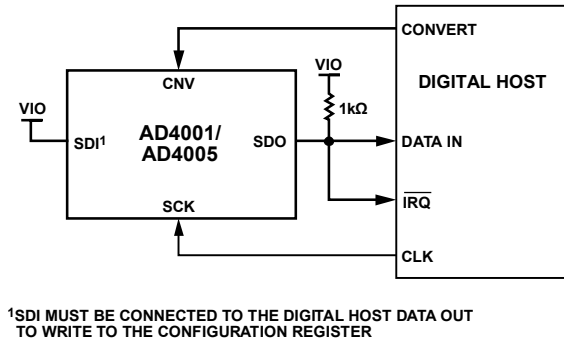 CONVERT
VIO
CNV
DIGITAL HOST
VIO
1kΩ
SDI1
AD4001/
AD4005
SDO
DATA IN
SCK
IRQ
CLK
1SDI MUST BE CONNECTED TO THE DIGITAL HOST DATA OUT
TO WRITE TO THE CONFIGURATION REGISTER